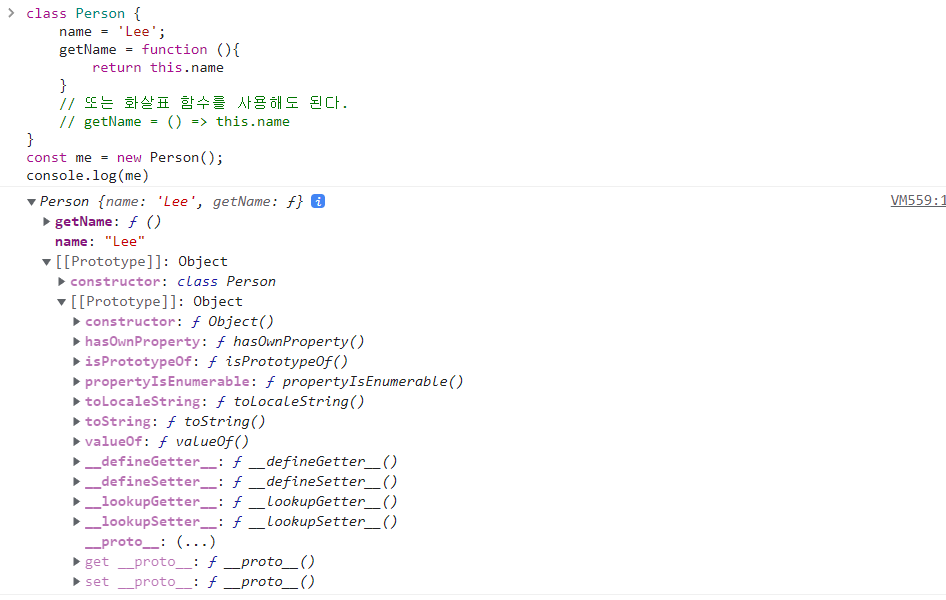 class Person {
    name = 'Lee';
    getName = function (){
        return this.name
    }
    // 또는 화살표 함수를 사용해도 된다.
    // getName = () => this.name
}
const me = new Person();
console.log(me)
Person {name: 'Lee', getName: ƒ} i VM559:1
getName: ƒ ()
name: "Lee"
[[Prototype]]: Object
constructor: class Person
[[Prototype]]: Object
constructor: ƒ Object()
hasOwnProperty: ƒ hasOwnProperty()
isPrototypeOf: ƒ isPrototypeOf()
propertyIsEnumerable: ƒ propertyIsEnumerable()
toLocaleString: ƒ toLocaleString()
toString: ƒ toString()
valueOf: ƒ valueOf()
__defineGetter__: ƒ __defineGetter__()
__defineSetter__: ƒ __defineSetter__()
__lookupGetter__: ƒ __lookupGetter__()
__lookupSetter__: ƒ __lookupSetter__()
__proto__: (...)
get __proto__: ƒ __proto__()
set __proto__: ƒ __proto__()